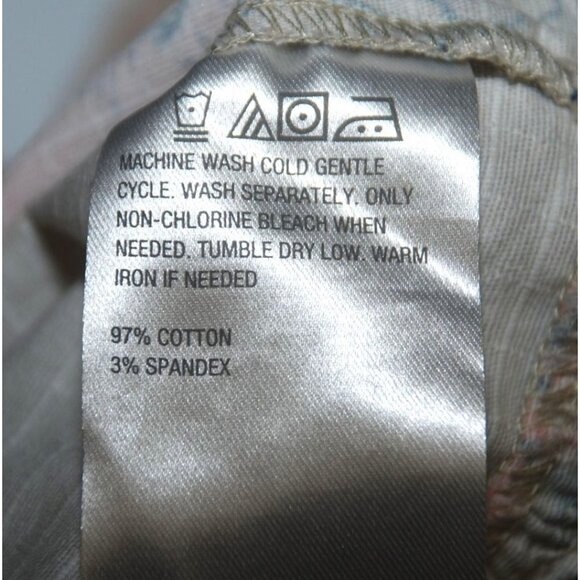 MACHINE WASH COLD GENTLE
CYCLE. WASH SEPARATELY. ONLY
NON-CHLORINE BLEACH WHEN
NEEDED. TUMBLE DRY LOW. WARM
IRON IF NEEDED
97% COTTON
3% SPANDEX